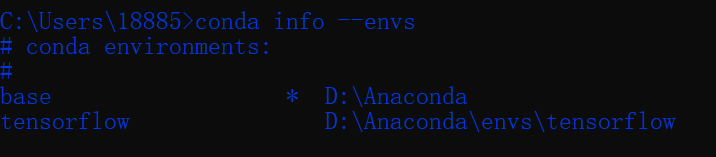 C:\Users\18885>conda info --envs
# conda environments:
#
base                  *  D:\Anaconda
tensorflow               D:\Anaconda\envs\tensorflow